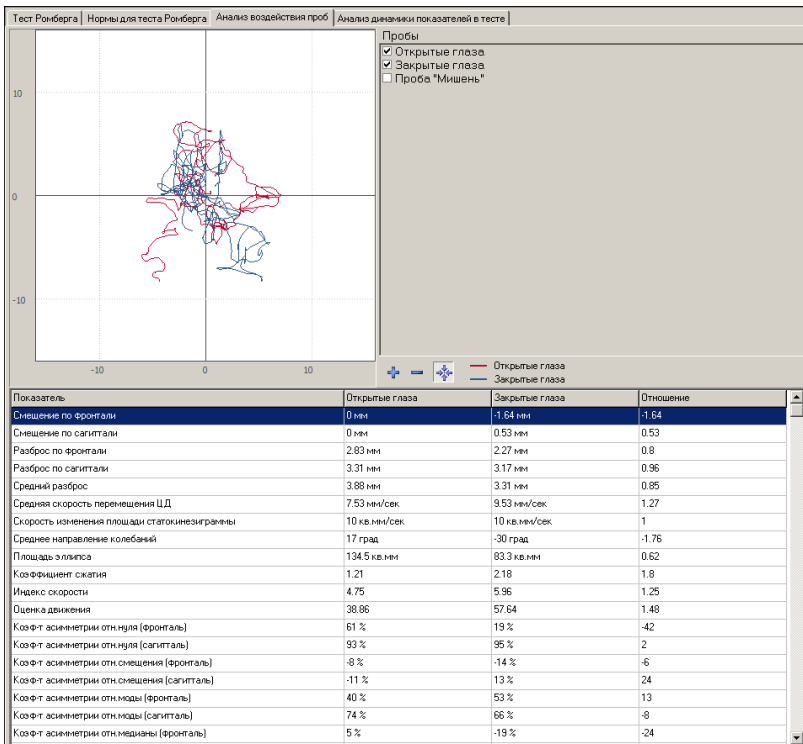 Тест Ромберга Нормы для теста Ромберга Анализ воздействия проб Анализ динамики показателей в тесте
Пробы
Открытые глаза
Закрытые глаза
Проба "Мишень"
10
0
-10
-10 0 10
Открытые глаза
Закрытые глаза
Показатель Открытые глаза Закрытые глаза Отношение
Смещение по фронтали 0 мм -1.64 мм -1.64
Смещение по сагиттали 0 мм 0.53 мм 0.53
Разброс по фронтали 2.83 мм 2.27 мм 0.8
Разброс по сагиттали 3.31 мм 3.17 мм 0.96
Средний разброс 3.88 мм 3.31 мм 0.85
Средняя скорость перемещения ЦД 7.53 мм/сек 9.53 мм/сек 1.27
Скорость изменения площади статокинезиграммы 10 кв.мм/сек 10 кв.мм/сек 1
Среднее направление колебаний 17 град -30 град -1.76
Площадь эллипса 134.5 кв.мм 83.3 кв.мм 0.62
Коэффициент сжатия 1.21 2.18 1.8
Индекс скорости 4.75 5.96 1.25
Оценка движения 38.86 57.64 1.48
Коэф-т асимметрии отн.нуля (фронталь) 61 % 19 % -42
Коэф-т асимметрии отн.нуля (сагитталь) 93 % 95 % 2
Коэф-т асимметрии отн.смещения (фронталь) -8 % -14 % -6
Коэф-т асимметрии отн.смещения (сагитталь) -11 % 13 % 24
Коэф-т асимметрии отн.моды (фронталь) 40 % 53 % 13
Коэф-т асимметрии отн.моды (сагитталь) 74 % 66 % -8
Коэф-т асимметрии отн.медианы (фронталь) 5 % -19 % -24